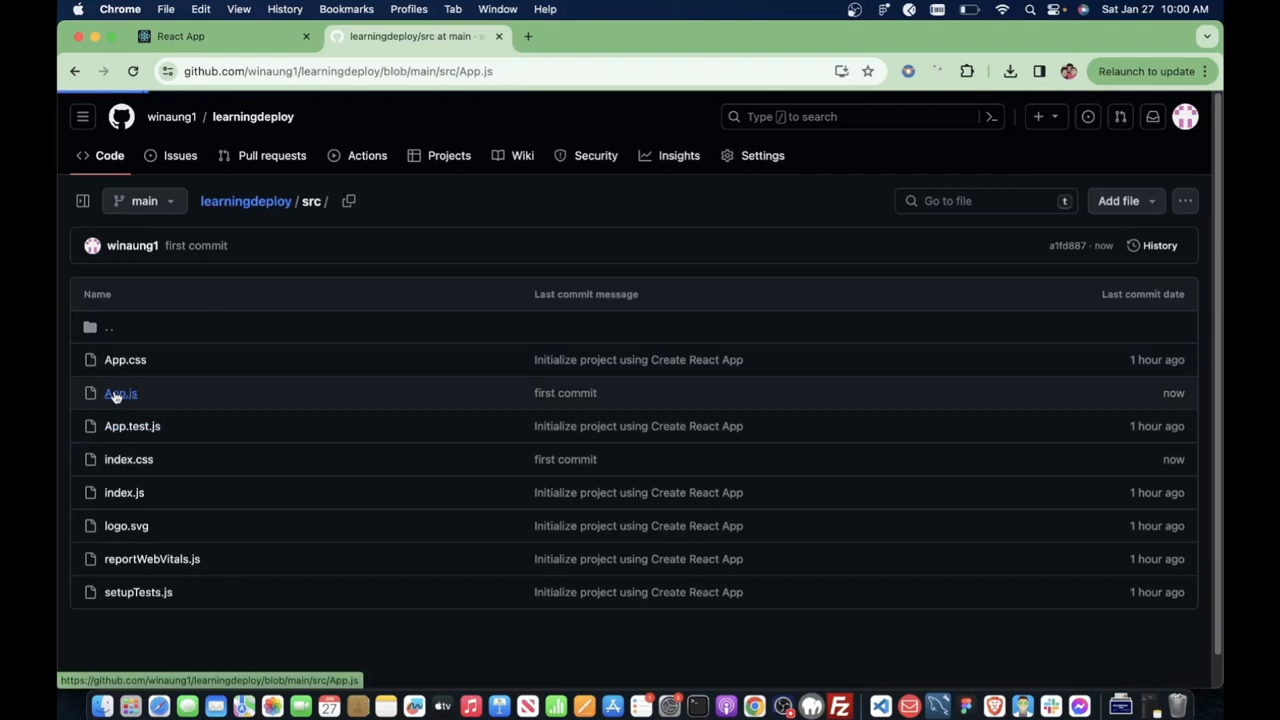 Chrome File Edit View History Bookmarks Profiles Tab Window Help Sat Jan 27 10:00 AM
React App learningdeploy/src at main · w
github.com/winaung1/learningdeploy/blob/main/src/App.js Relaunch to update
winaung1 / learningdeploy Type / to search
Code Issues Pull requests Actions Projects Wiki Security Insights Settings
main learningdeploy / src / Go to file t Add file
winaung1 first commit a1fd887 · now History
Name Last commit message Last commit date
..
App.css Initialize project using Create React App 1 hour ago
App.js first commit now
App.test.js Initialize project using Create React App 1 hour ago
index.css first commit now
index.js Initialize project using Create React App 1 hour ago
logo.svg Initialize project using Create React App 1 hour ago
reportWebVitals.js Initialize project using Create React App 1 hour ago
setupTests.js Initialize project using Create React App 1 hour ago
https://github.com/winaung1/learningdeploy/blob/main/src/App.js
27 tv